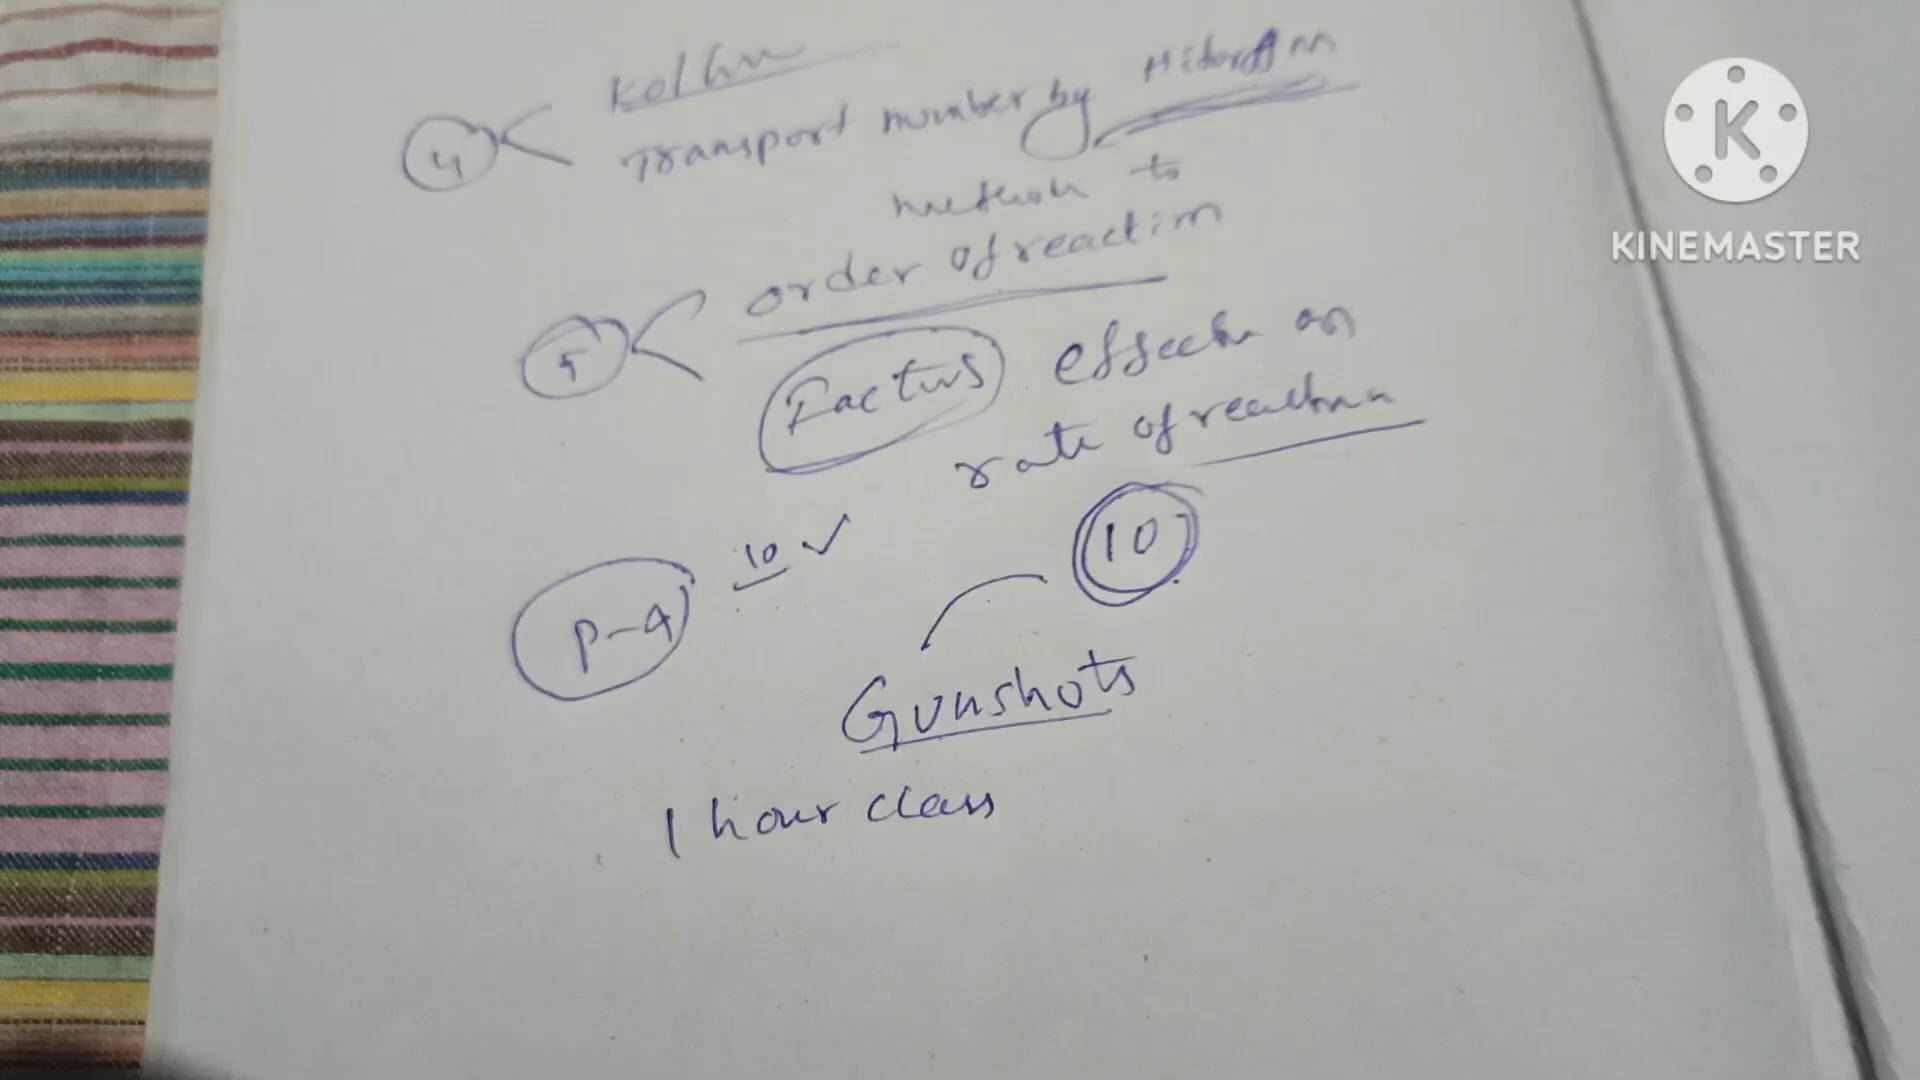 4
Transport number by
method to
order of reaction
5
Factors effect on
rate of reaction
10
10
P-4
Gunshots
1 hour class
K
KINEMASTER